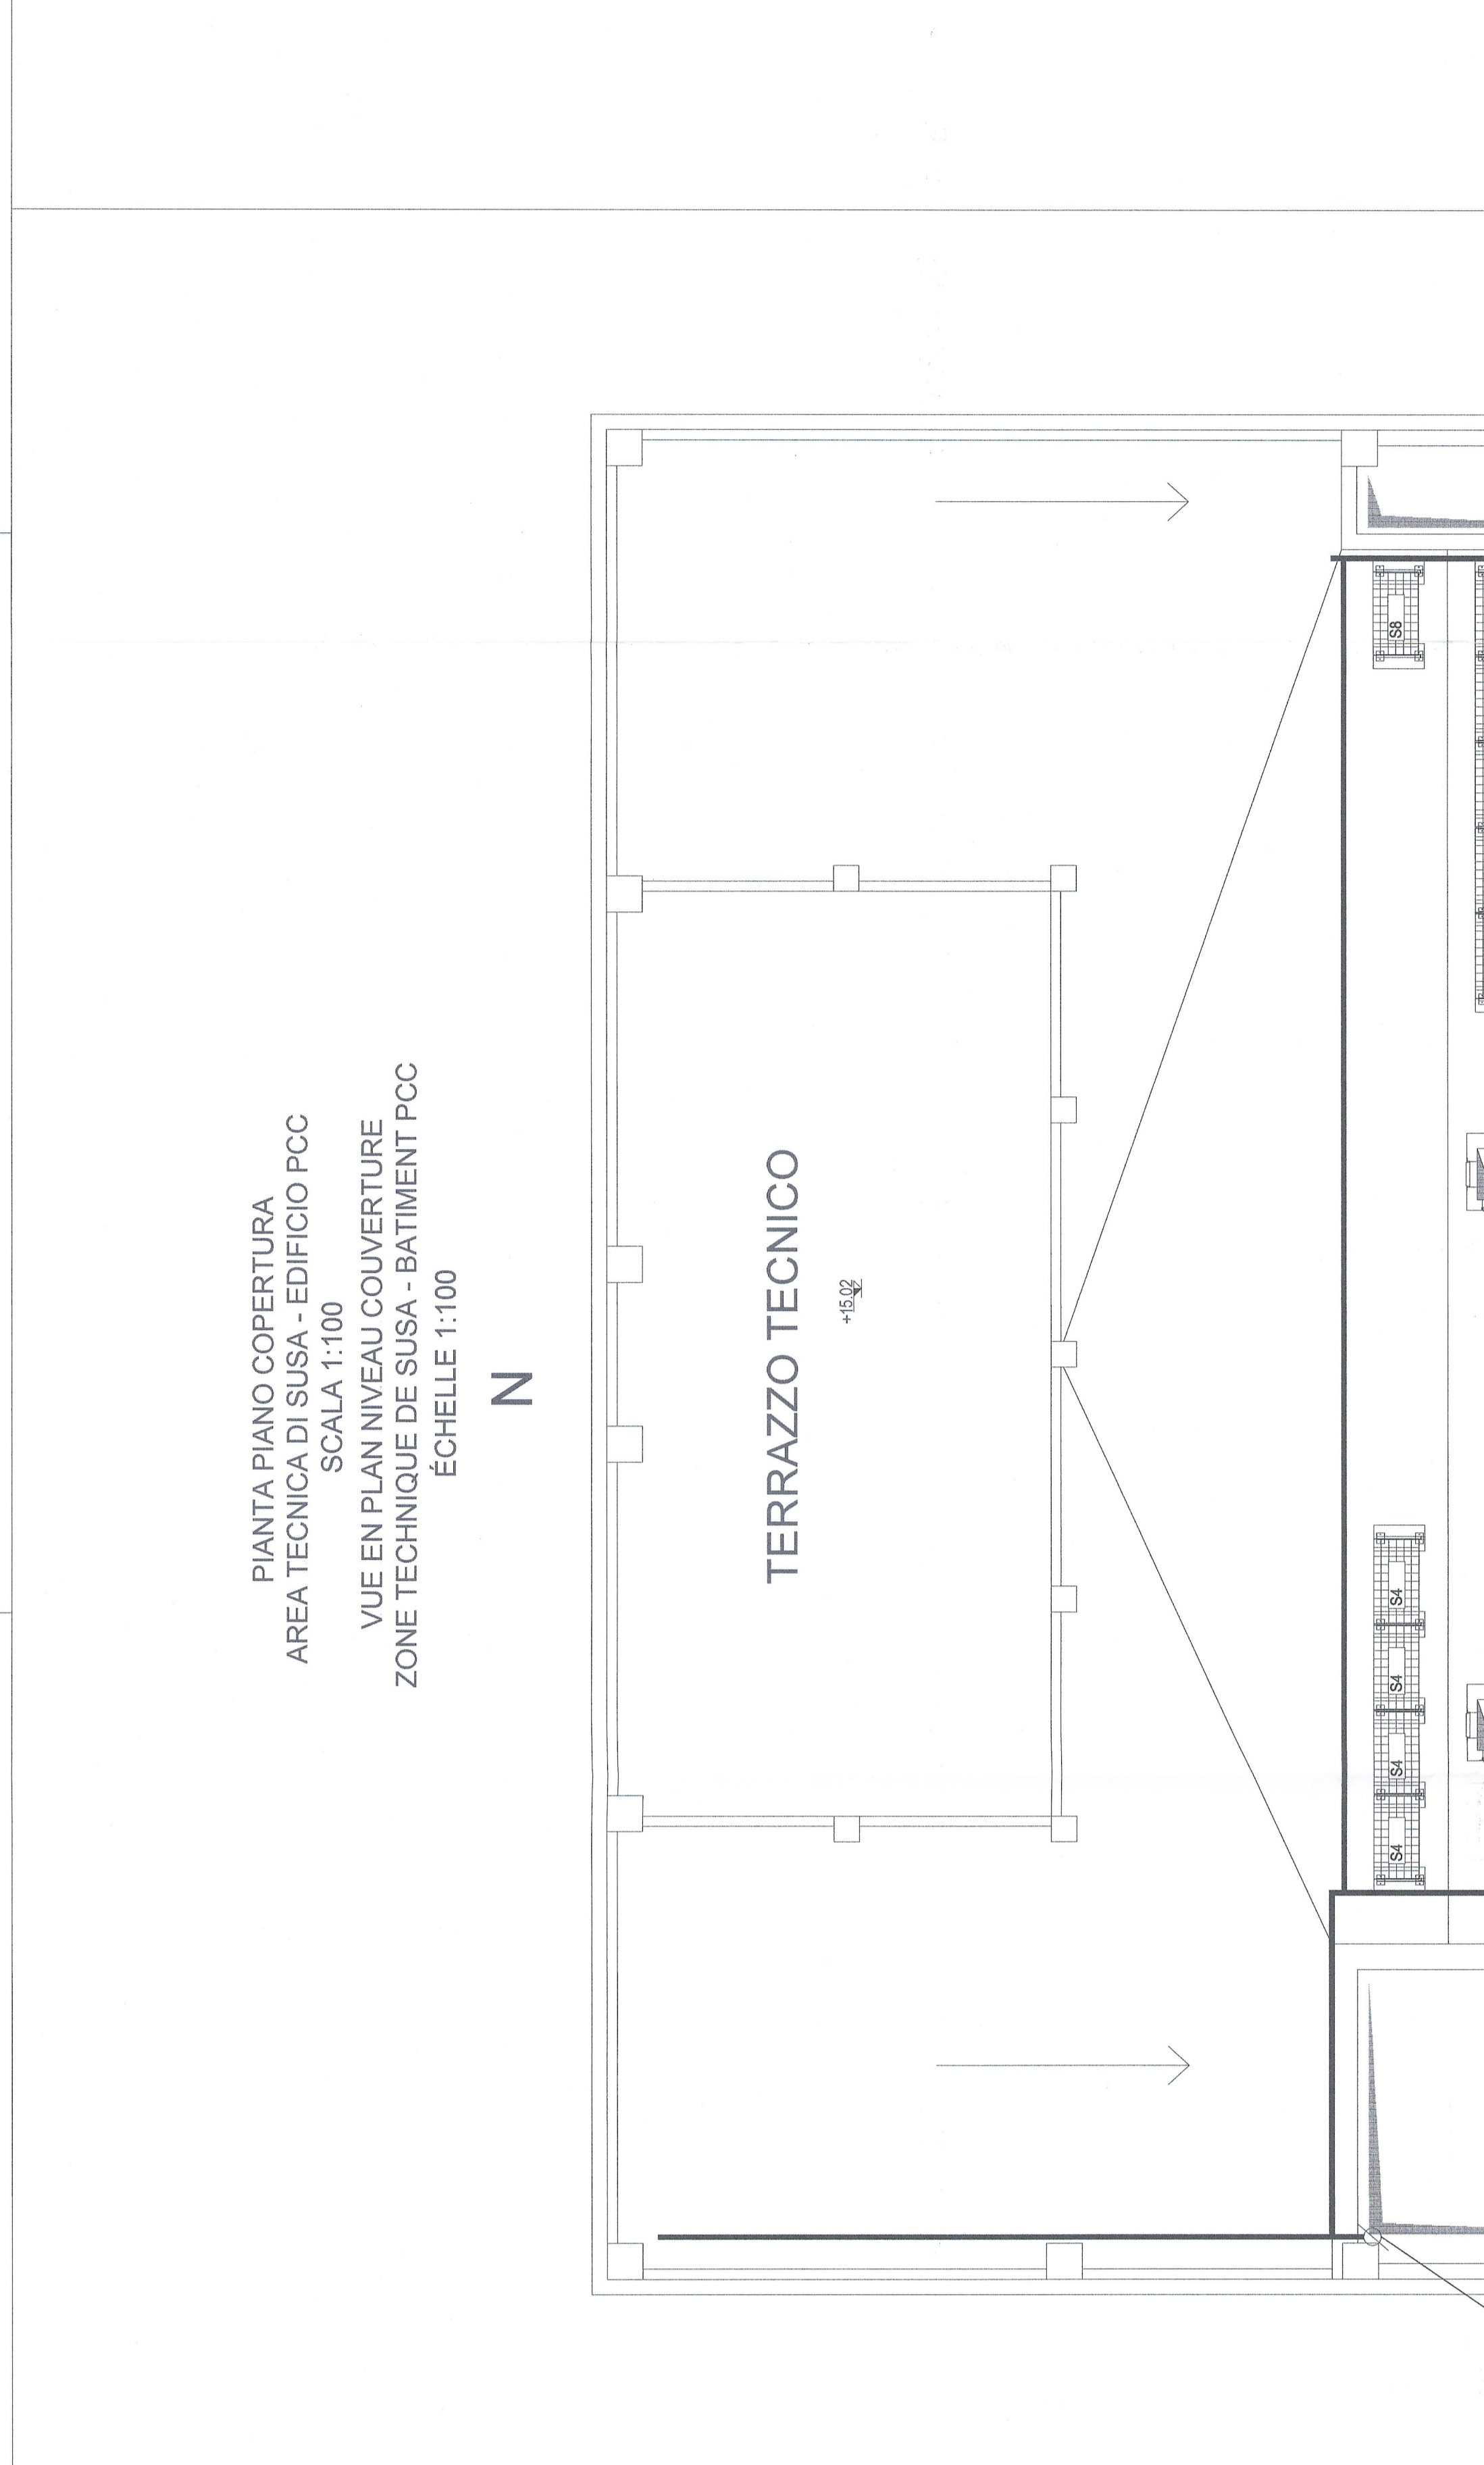 PIANTA PIANO COPERTURA
AREA TECNICA DI SUSA - EDIFICIO PCC
SCALA 1:100
VUE EN PLAN NIVEAU COUVERTURE
ZONE TECHNIQUE DE SUSA - BATIMENT PCC
ÉCHELLE 1:100
N
TERRAZZO TECNICO
+15.02
S4
S4
S4
S4
S8